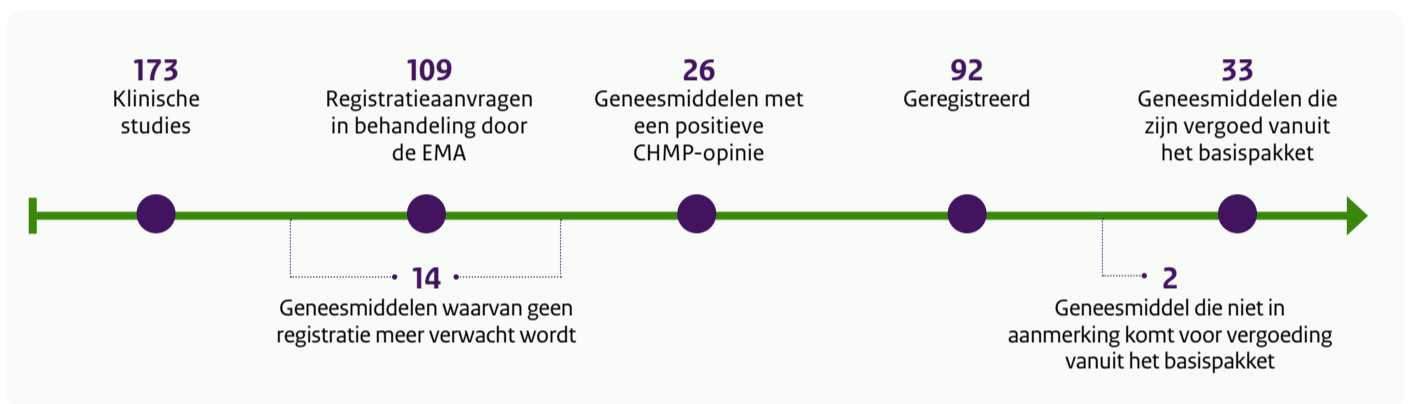 173
Klinische
studies
109
Registratieaanvragen
in behandeling door
de EMA
26
Geneesmiddelen met
een positieve
CHMP-opinie
92
Geregistreerd
33
Geneesmiddelen die
zijn vergoed vanuit
het basispakket
14
Geneesmiddelen waarvan geen
registratie meer verwacht wordt
2
Geneesmiddel die niet in
aanmerking komt voor vergoeding
vanuit het basispakket